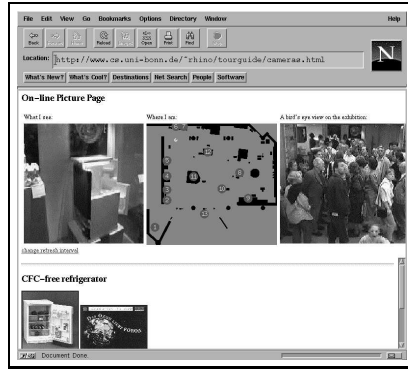 File Edit View Go Bookmarks Options Directory Window Help
Back Reload Open Print Find
Location: http://www.cs.uni-bonn.de/~rhino/tourguide/cameras.html
N
What's New? What's Cool? Destinations Net Search People Software
On-line Picture Page
What I see: Where I am: A bird's eye view on the exhibition:
change refresh interval
CFC-free refrigerator
Document: Done.